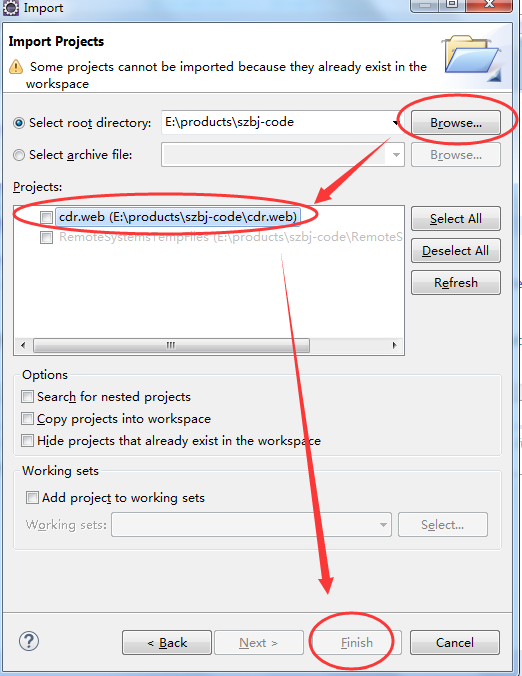 Import
Import Projects
Some projects cannot be imported because they already exist in the
workspace
Select root directory: E:\products\szbj-code Browse...
Select archive file: Browse...
Projects:
cdr.web (E:\products\szbj-code\cdr.web)
RemoteSystemsTempFiles (E:\products\szbj-code\RemoteS
Select All
Deselect All
Refresh
Options
Search for nested projects
Copy projects into workspace
Hide projects that already exist in the workspace
Working sets
Add project to working sets
Working sets: Select...
? < Back Next > Finish Cancel